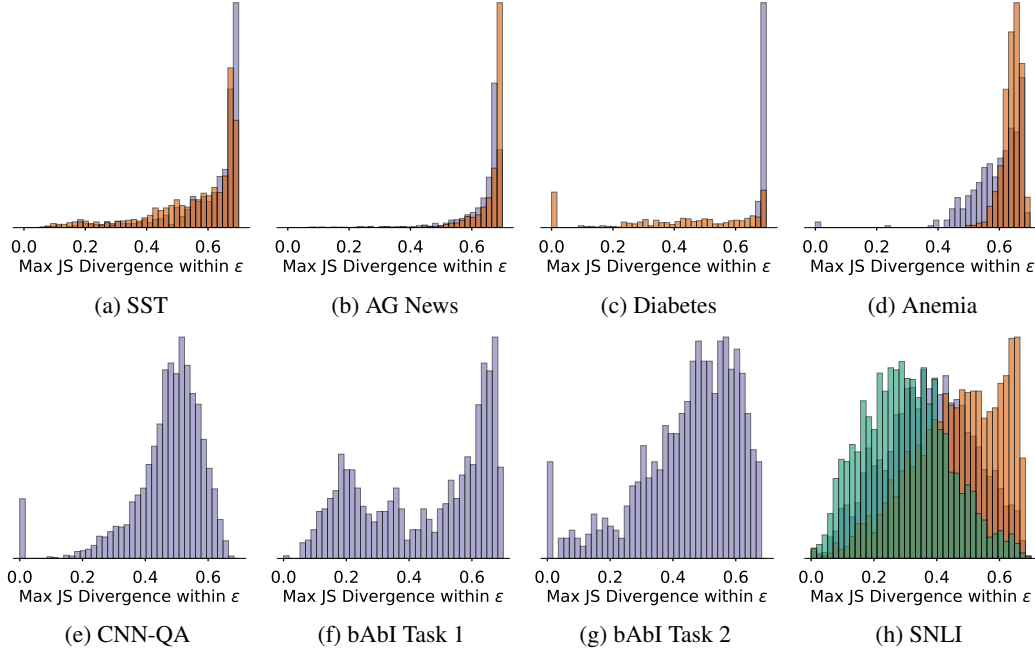 0.0 0.2 0.4 0.6 0.0 0.2 0.4 0.6 0.0 0.2 0.4 0.6 0.0 0.2 0.4 0.6
Max JS Divergence within ε Max JS Divergence within ε Max JS Divergence within ε Max JS Divergence within ε
(a) SST (b) AG News (c) Diabetes (d) Anemia
0.0 0.2 0.4 0.6 0.0 0.2 0.4 0.6 0.0 0.2 0.4 0.6 0.0 0.2 0.4 0.6
Max JS Divergence within ε Max JS Divergence within ε Max JS Divergence within ε Max JS Divergence within ε
(e) CNN-QA (f) bAbI Task 1 (g) bAbI Task 2 (h) SNLI